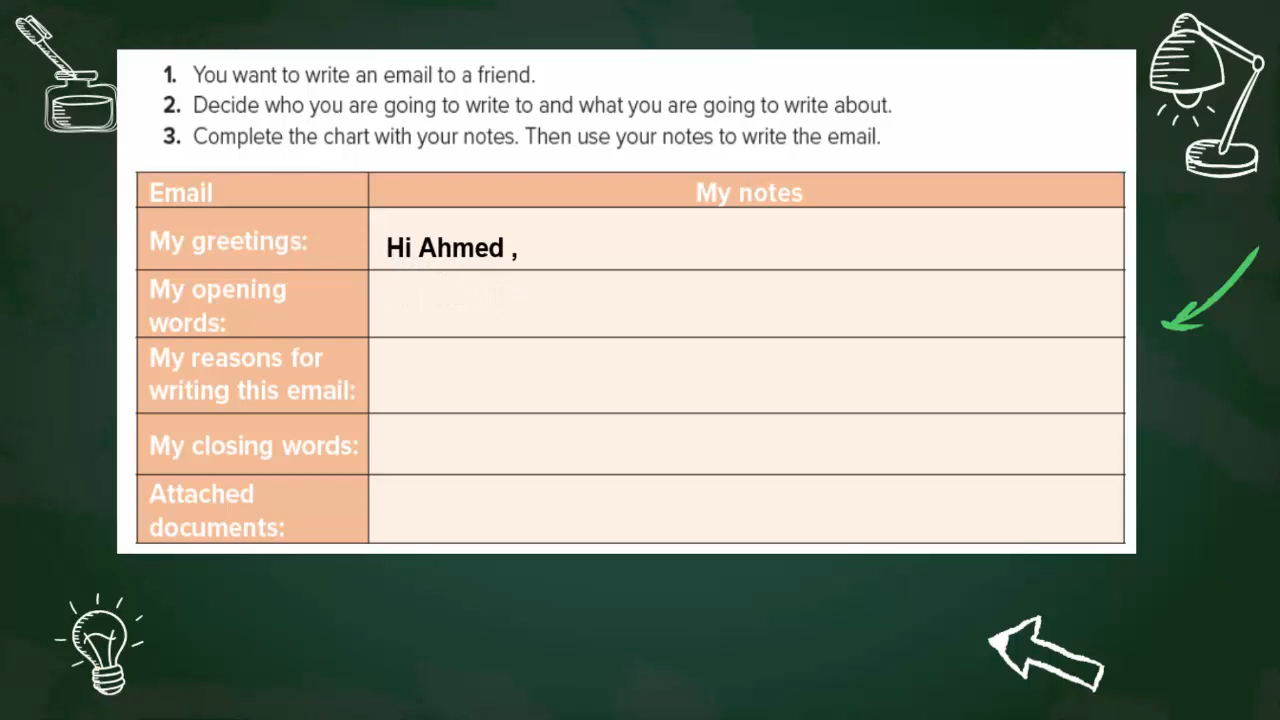 1. You want to write an email to a friend.
2. Decide who you are going to write to and what you are going to write about.
3. Complete the chart with your notes. Then use your notes to write the email.
Email My notes
My greetings: Hi Ahmed ,
My opening
words:
My reasons for
writing this email:
My closing words:
Attached
documents: